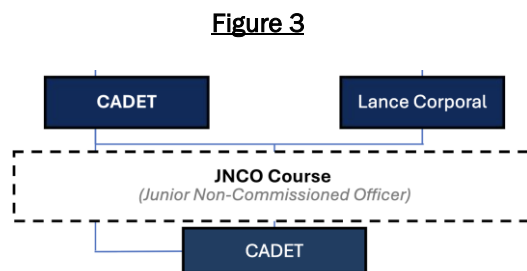 Figure 3
CADET
Lance Corporal
JNCO Course
(Junior Non-Commissioned Officer)
CADET